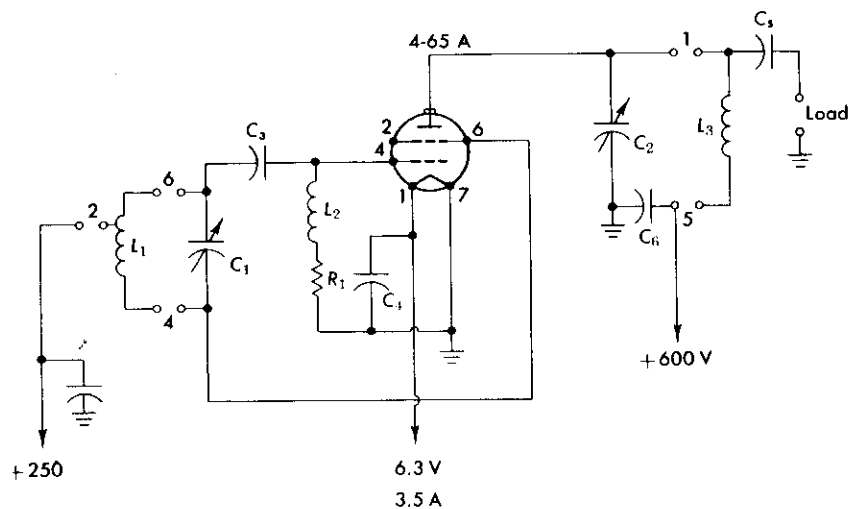 4-65 A
1
C₅
Load
L₃
C₂
C₆
5
+600 V
2
6
4
C₃
1
7
L₂
R₁
C₄
6
2
L₁
C₁
4
+250
6.3 V
3.5 A